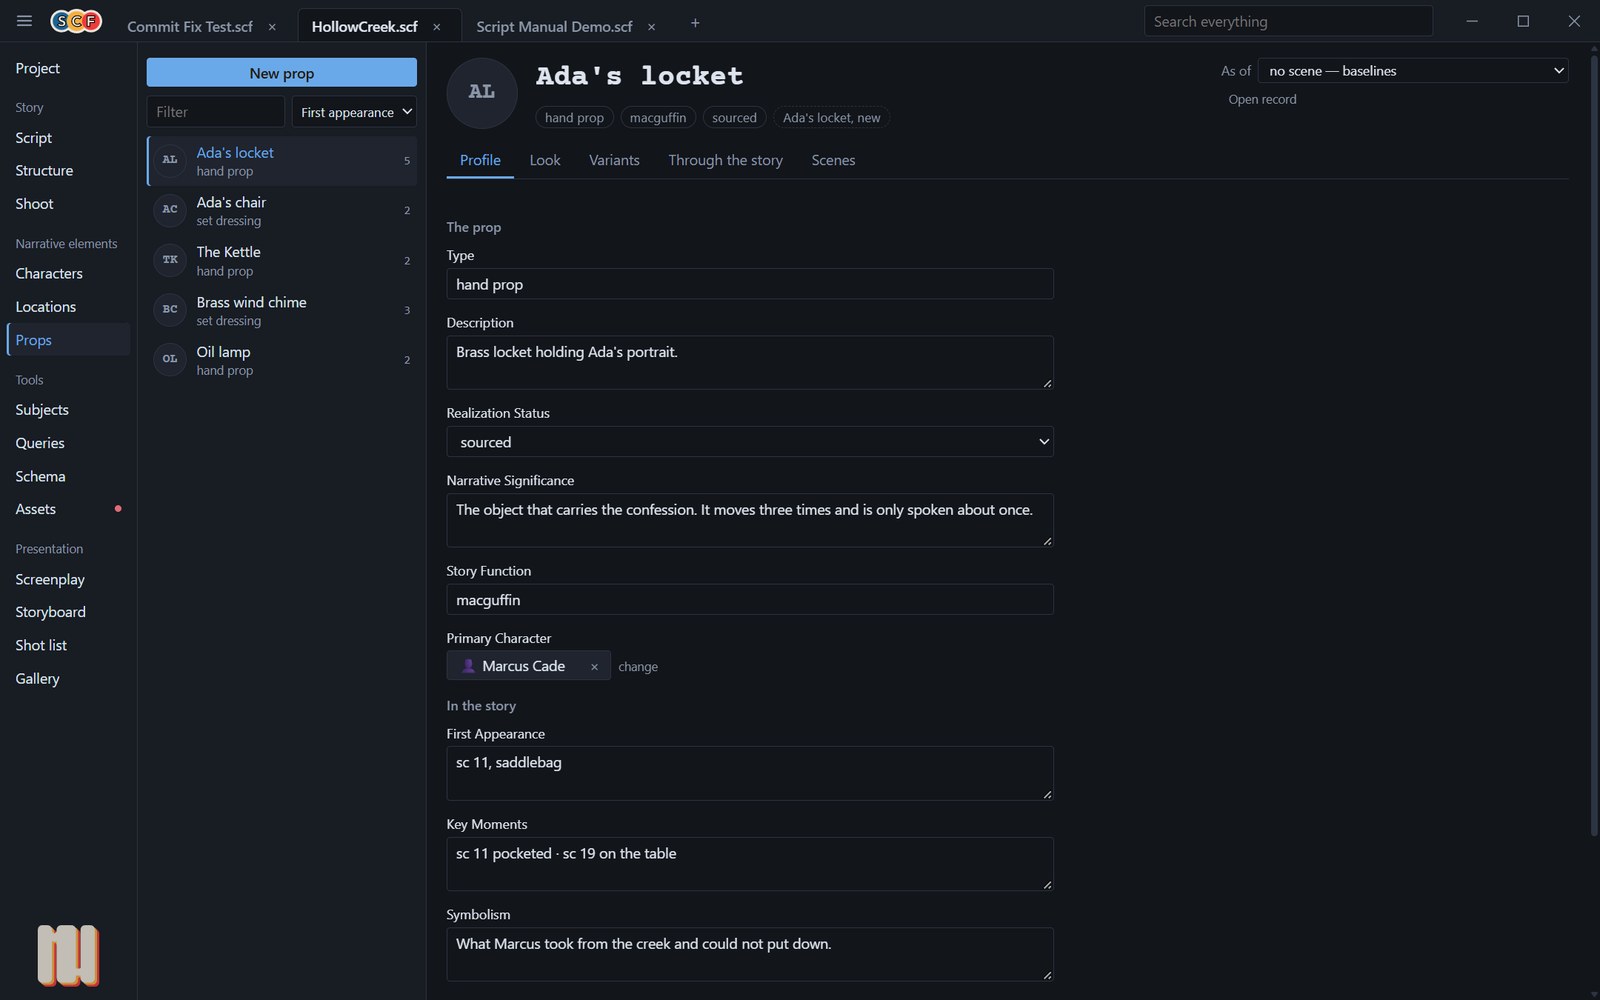 SCF
Commit Fix Test.scf ×
HollowCreek.scf ×
Script Manual Demo.scf ×
+
Search everything
Project
Story
Script
Structure
Shoot
Narrative elements
Characters
Locations
Props
Tools
Subjects
Queries
Schema
Assets
Presentation
Screenplay
Storyboard
Shot list
Gallery
New prop
Filter
First appearance
AL
Ada's locket
hand prop
5
AC
Ada's chair
set dressing
2
TK
The Kettle
hand prop
2
BC
Brass wind chime
set dressing
3
OL
Oil lamp
hand prop
2
AL
Ada's locket
hand prop
macguffin
sourced
Ada's locket, new
As of
no scene — baselines
Open record
Profile
Look
Variants
Through the story
Scenes
The prop
Type
hand prop
Description
Brass locket holding Ada's portrait.
Realization Status
sourced
Narrative Significance
The object that carries the confession. It moves three times and is only spoken about once.
Story Function
macguffin
Primary Character
Marcus Cade ×
change
In the story
First Appearance
sc 11, saddlebag
Key Moments
sc 11 pocketed · sc 19 on the table
Symbolism
What Marcus took from the creek and could not put down.